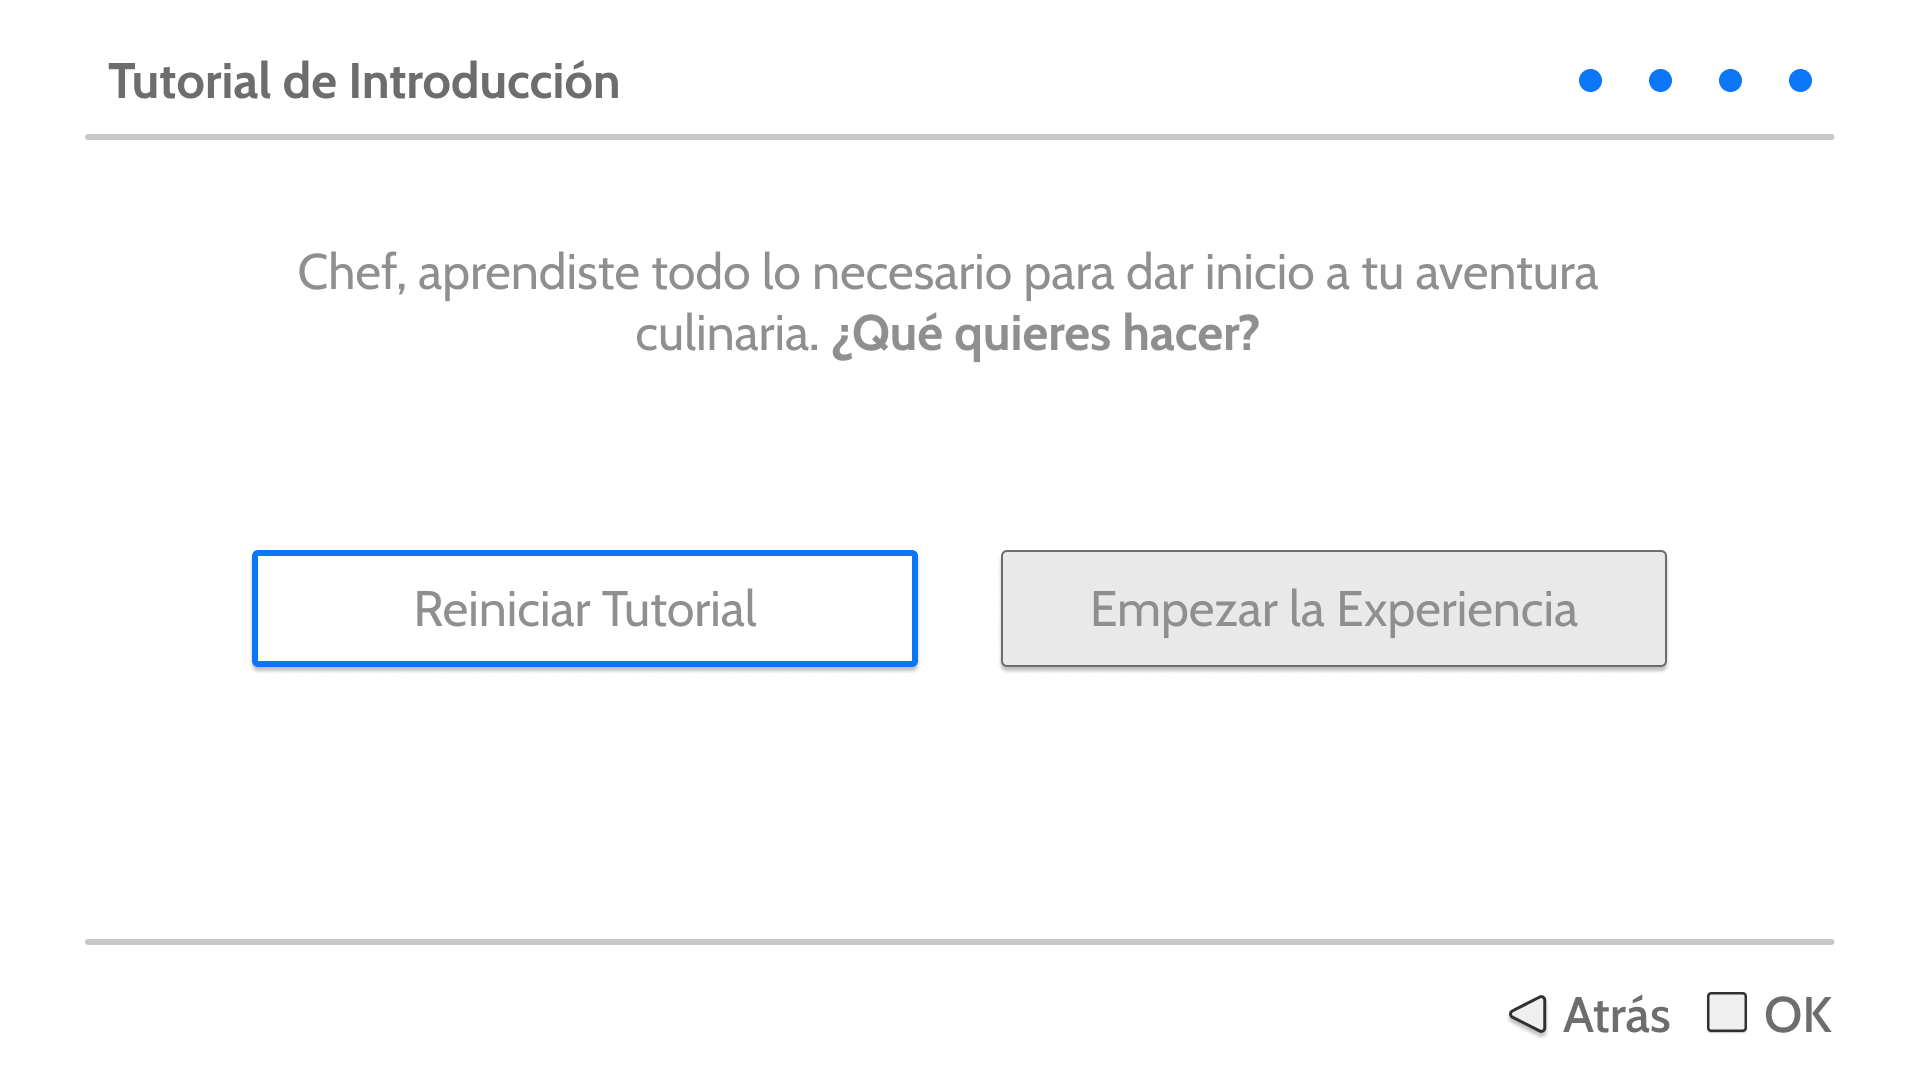 Tutorial de Introducción
Chef, aprendiste todo lo necesario para dar inicio a tu aventura
culinaria. ¿Qué quieres hacer?
Reiniciar Tutorial
Empezar la Experiencia
Atrás
OK